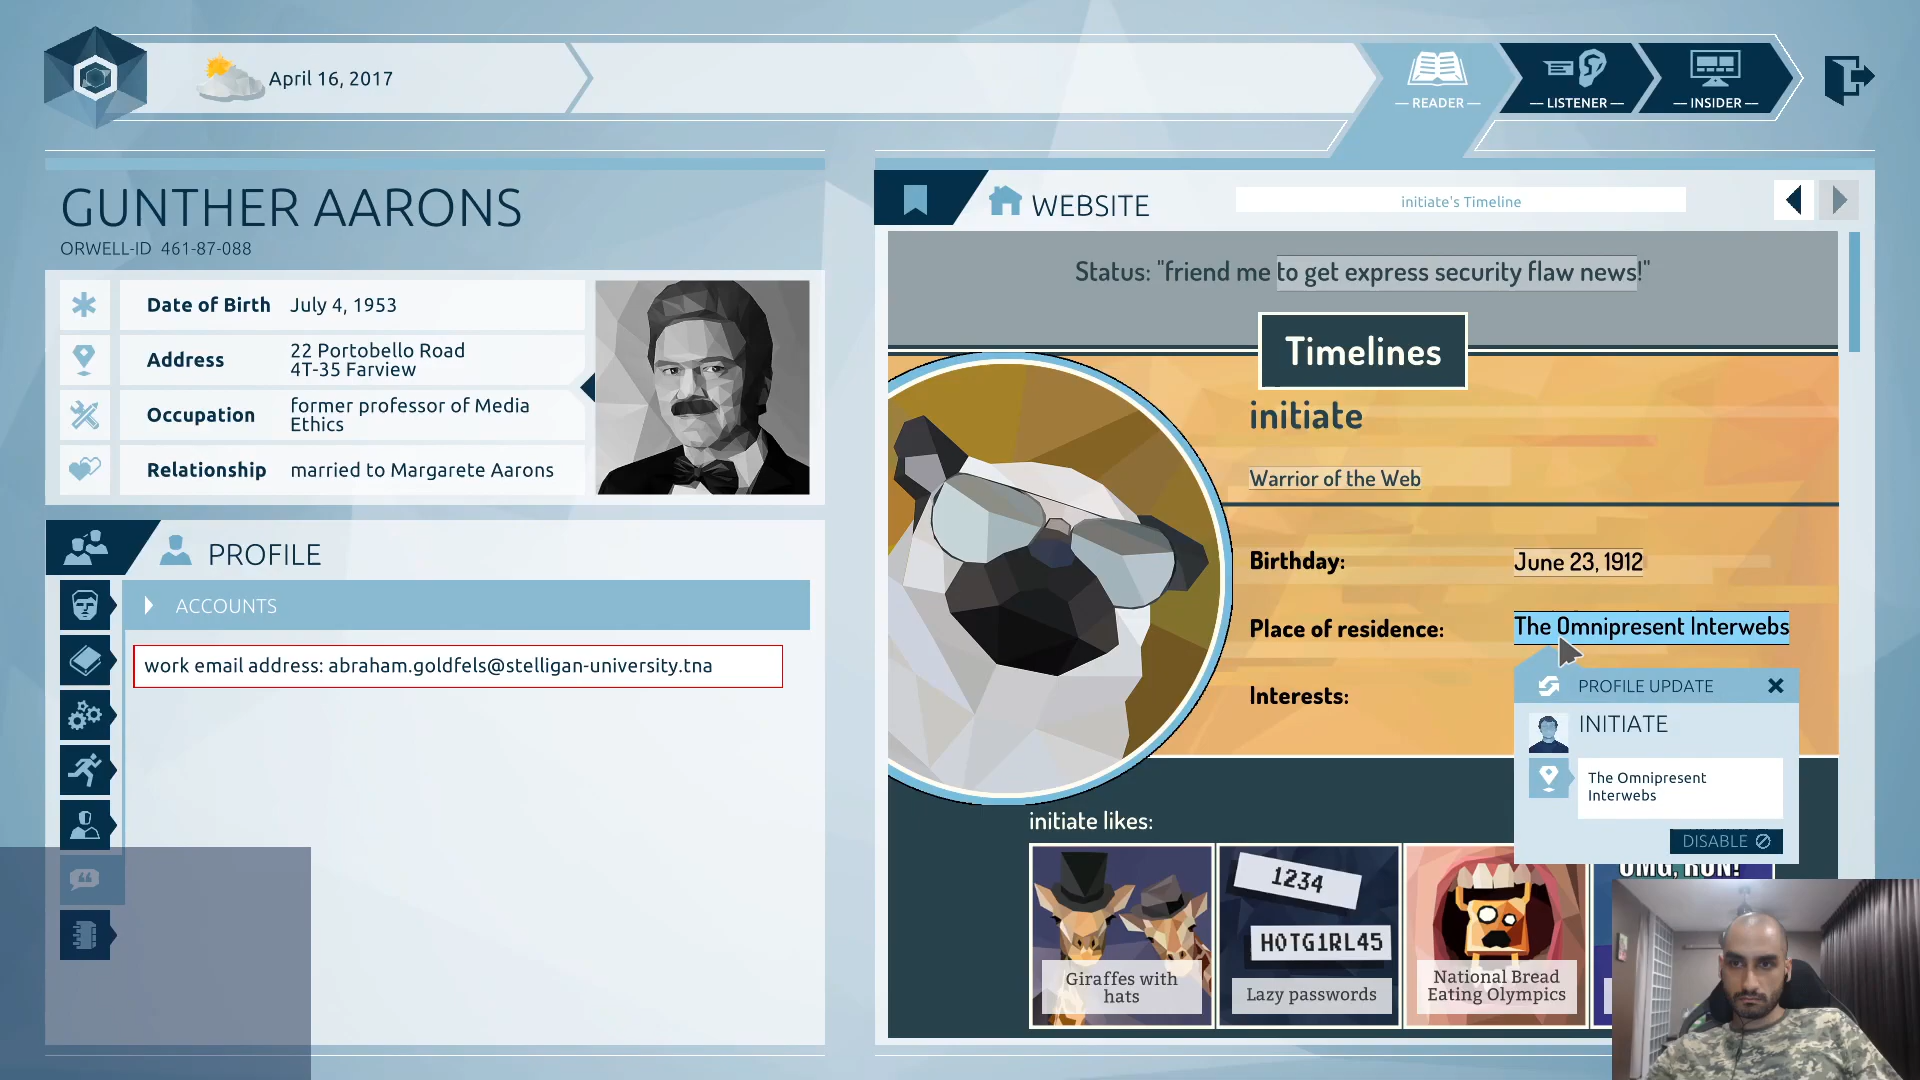 April 16, 2017
READER
LISTENER
INSIDER
GUNTHER AARONS
ORWELL-ID 461-87-088
Date of Birth July 4, 1953
Address 22 Portobello Road
4T-35 Farview
Occupation former professor of Media
Ethics
Relationship married to Margarete Aarons
PROFILE
ACCOUNTS
work email address: abraham.goldfels@stelligan-university.tna
WEBSITE
initiate's Timeline
Status: "friend me to get express security flaw news!"
Timelines
initiate
Warrior of the Web
Birthday: June 23, 1912
Place of residence: The Omnipresent Interwebs
Interests:
PROFILE UPDATE
INITIATE
The Omnipresent
Interwebs
DISABLE
initiate likes:
Giraffes with
hats
1234
HOTG1RL45
Lazy passwords
National Bread
Eating Olympics
OMG, RUN!